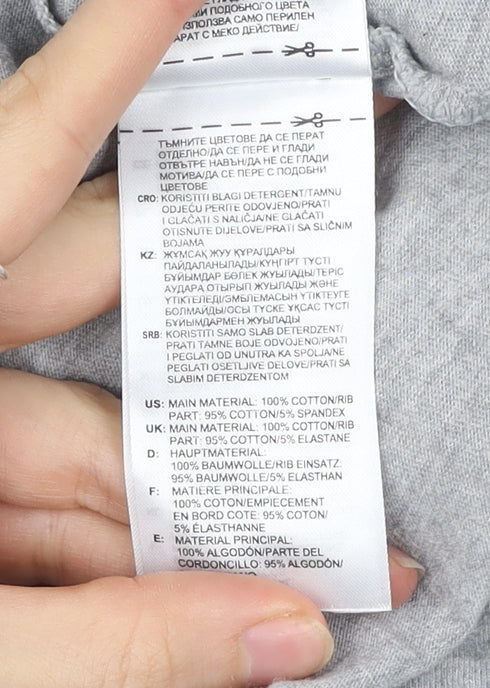 МИ ПОДОБНОГО ЦВЕТА
ИЗПОЛЗВА САМО ПЕРИЛЕН
АРАТ С МЕКО ДЕЙСТВИЕ/
ТЪМНИТЕ ЦВЕТОВЕ ДА СЕ ПЕРАТ
ОТДЕЛНО/ДА СЕ ПЕРЕ И ГЛАДИ
ОТВЪТРЕ НАВЪН/ДА НЕ СЕ ГЛАДИ
МОТИВА/ДА СЕ ПЕРЕ С ПОДОБНИ
ЦВЕТОВЕ
CRO: KORISTITI BLAGI DETERGENT/TAMNU
ODJEĆU PERITE ODVOJENO/PRATI
I GLAČATI S NALIČJA/NE GLAČATI
OTISNUTE DIJELOVE/PRATI SA SLIČNIM
BOJAMA
KZ: ЖҰМСАҚ ЖУУ ҚҰРАЛДАРЫ
ПАЙДАЛАНЫЛАДЫ/КҮҢГІРТ ТҮСТІ
БҰЙЫМДАР БӨЛЕК ЖУЫЛАДЫ/ТЕРІС
АУДАРА ОТЫРЫП ЖУЫЛАДЫ ЖӘНЕ
ҮТІКТЕЛЕДІ/ЭМБЛЕМАСЫН ҮТІКТЕУГЕ
БОЛМАЙДЫ/ОСЫ ТҮСКЕ ҰҚСАС ТҮСТІ
БҰЙЫМДАРМЕН ЖУЫЛАДЫ
SRB: KORISTITI SAMO SLAB DETERDZENT/
PRATI TAMNE BOJE ODVOJENO/PRATI
I PEGLATI OD UNUTRA KA SPOLJA/NE
PEGLATI OSETLJIVE DELOVE/PRATI SA
SLABIM DETERDZENTOM
US: MAIN MATERIAL: 100% COTTON/RIB
PART: 95% COTTON/5% SPANDEX
UK: MAIN MATERIAL: 100% COTTON/RIB
PART: 95% COTTON/5% ELASTANE
D: HAUPTMATERIAL:
100% BAUMWOLLE/RIB EINSATZ:
95% BAUMWOLLE/5% ELASTHAN
F: MATIERE PRINCIPALE:
100% COTON/EMPIECEMENT
EN BORD COTE: 95% COTON/
5% ÉLASTHANNE
E: MATERIAL PRINCIPAL:
100% ALGODÓN/PARTE DEL
CORDONCILLO: 95% ALGODÓN/